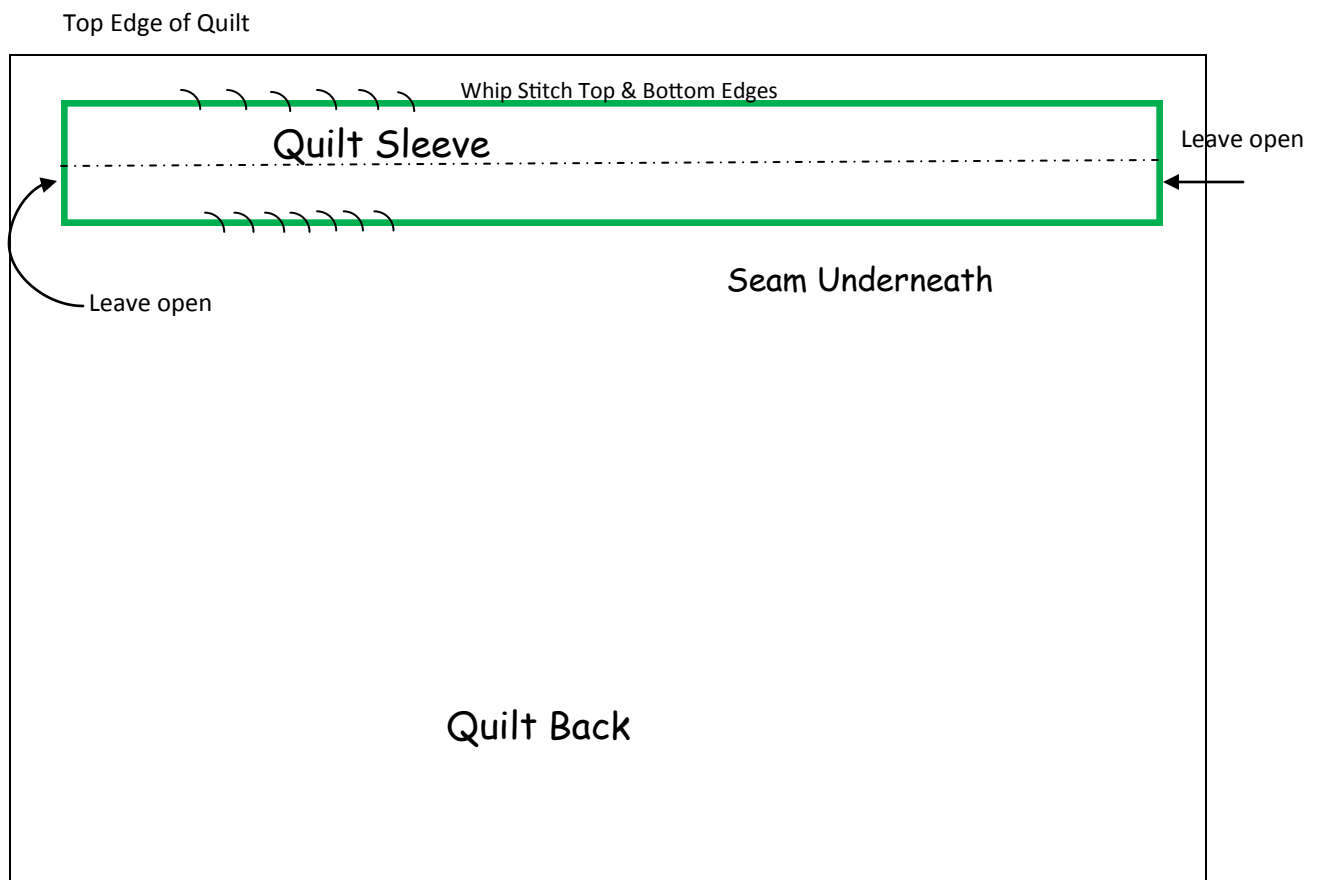 Top Edge of Quilt
Whip Stitch Top & Bottom Edges
Quilt Sleeve
Leave open
Seam Underneath
Leave open
Quilt Back